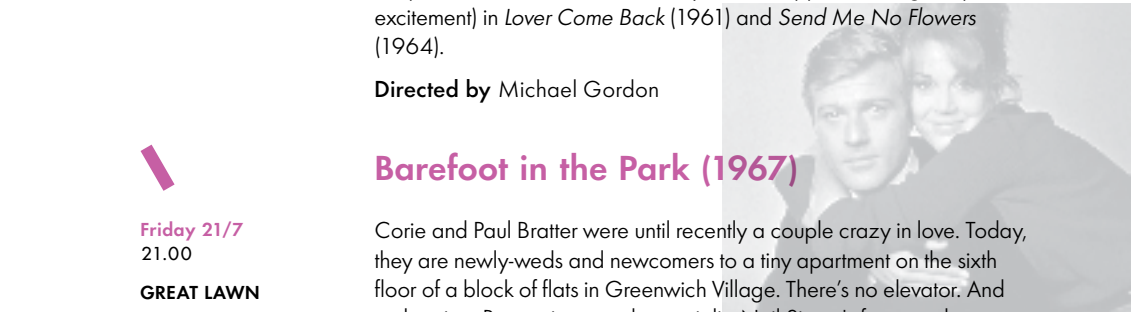 excitement) in Lover Come Back (1961) and Send Me No Flowers
(1964).
Directed by Michael Gordon
Barefoot in the Park (1967)
Friday 21/7
21.00
GREAT LAWN
Corie and Paul Bratter were until recently a couple crazy in love. Today,
they are newly-weds and newcomers to a tiny apartment on the sixth
floor of a block of flats in Greenwich Village. There’s no elevator. And